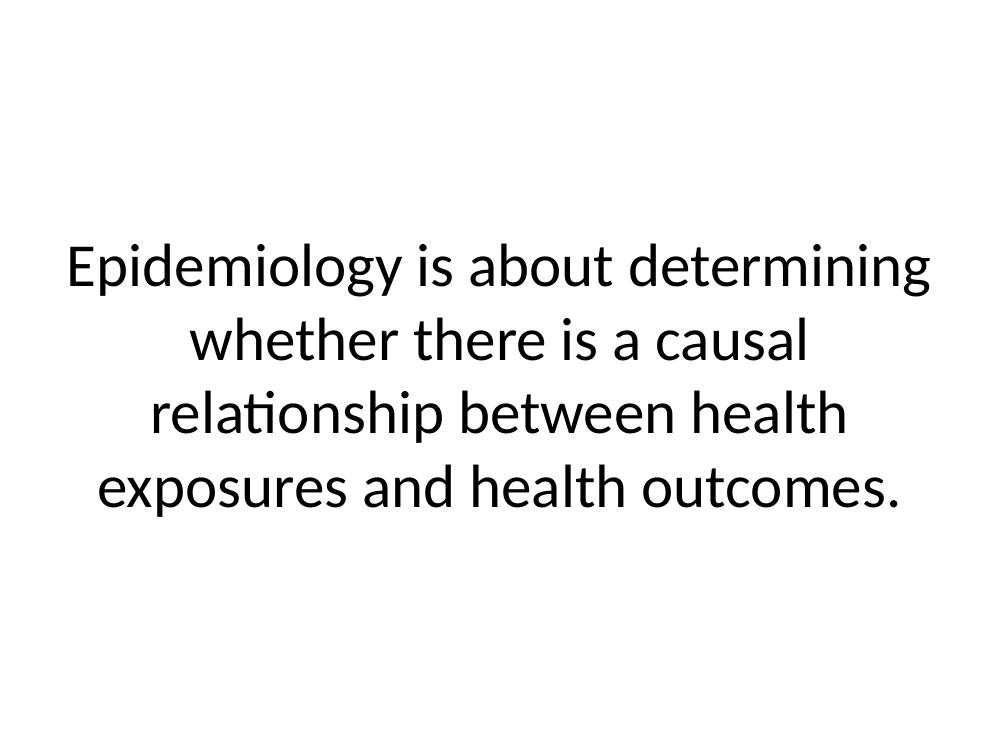 Epidemiology is about determining
whether there is a causal
relationship between health
exposures and health outcomes.